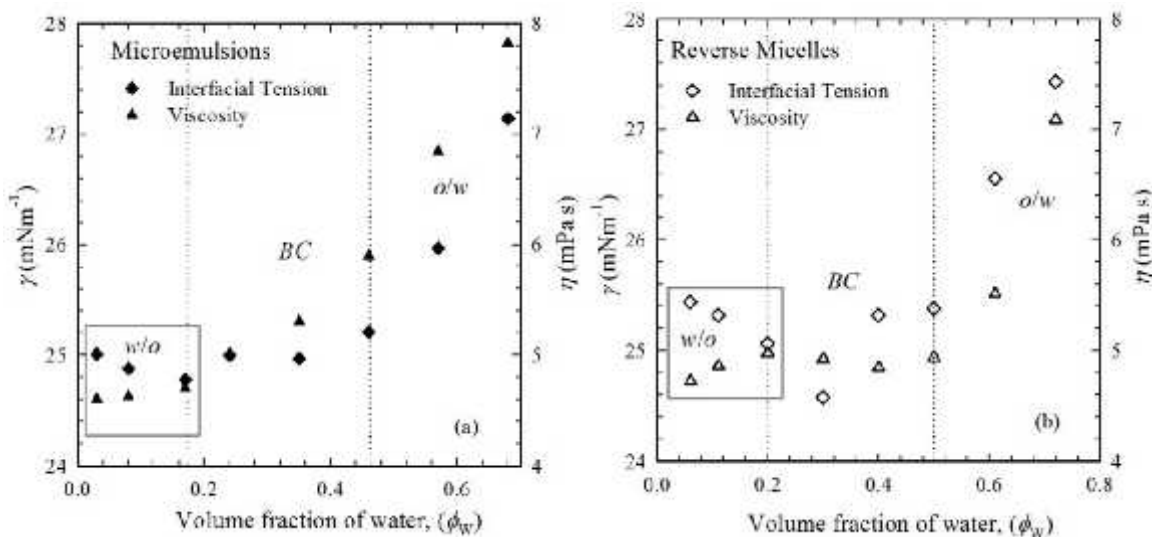 28
8
Microemulsions
Interfacial Tension
Viscosity
27
7
o/w
γ (mNm⁻¹)
26
6
η (mPa s)
BC
25
5
w/o
(a)
24
4
0.0
0.2
0.4
0.6
Volume fraction of water, (ϕW)
28
8
Reverse Micelles
Interfacial Tension
Viscosity
27
7
o/w
γ (mNm⁻¹)
26
6
η (mPa s)
BC
25
5
w/o
(b)
24
4
0.0
0.2
0.4
0.6
0.8
Volume fraction of water, (ϕW)